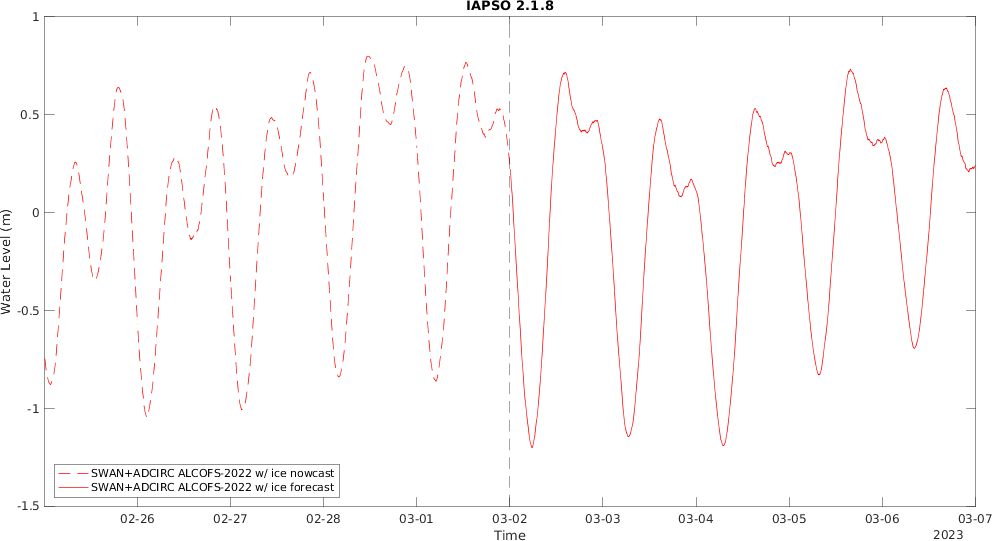 IAPSO 2.1.8
1
0.5
0
-0.5
-1
-1.5
Water Level (m)
SWAN+ADCIRC ALCOFS-2022 w/ ice nowcast
SWAN+ADCIRC ALCOFS-2022 w/ ice forecast
02-26 02-27 02-28 03-01 03-02 03-03 03-04 03-05 03-06 03-07
Time
2023